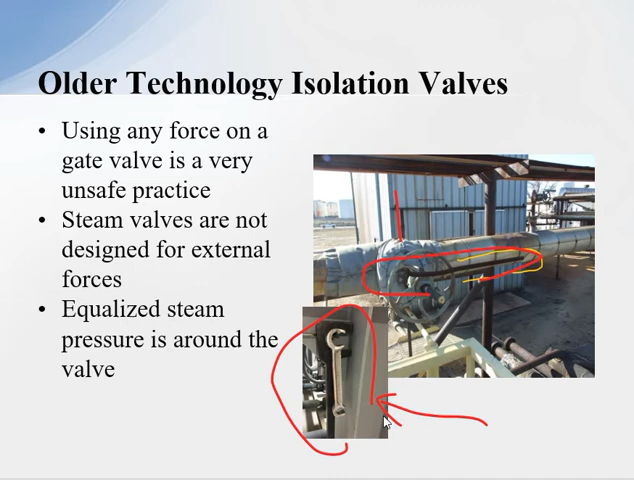 Older Technology Isolation Valves
• Using any force on a
gate valve is a very
unsafe practice
• Steam valves are not
designed for external
forces
• Equalized steam
pressure is around the
valve